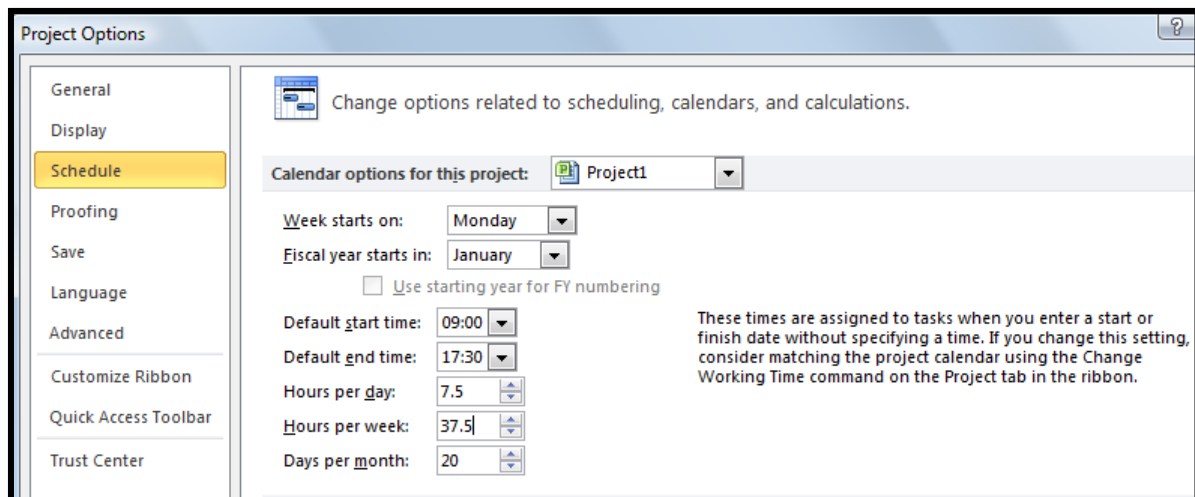 Project Options
?
General
Display
Schedule
Proofing
Save
Language
Advanced
Customize Ribbon
Quick Access Toolbar
Trust Center
Change options related to scheduling, calendars, and calculations.
Calendar options for this project: Project1
Week starts on: Monday
Fiscal year starts in: January
Use starting year for FY numbering
Default start time: 09:00
Default end time: 17:30
Hours per day: 7.5
Hours per week: 37.5
Days per month: 20
These times are assigned to tasks when you enter a start or
finish date without specifying a time. If you change this setting,
consider matching the project calendar using the Change
Working Time command on the Project tab in the ribbon.